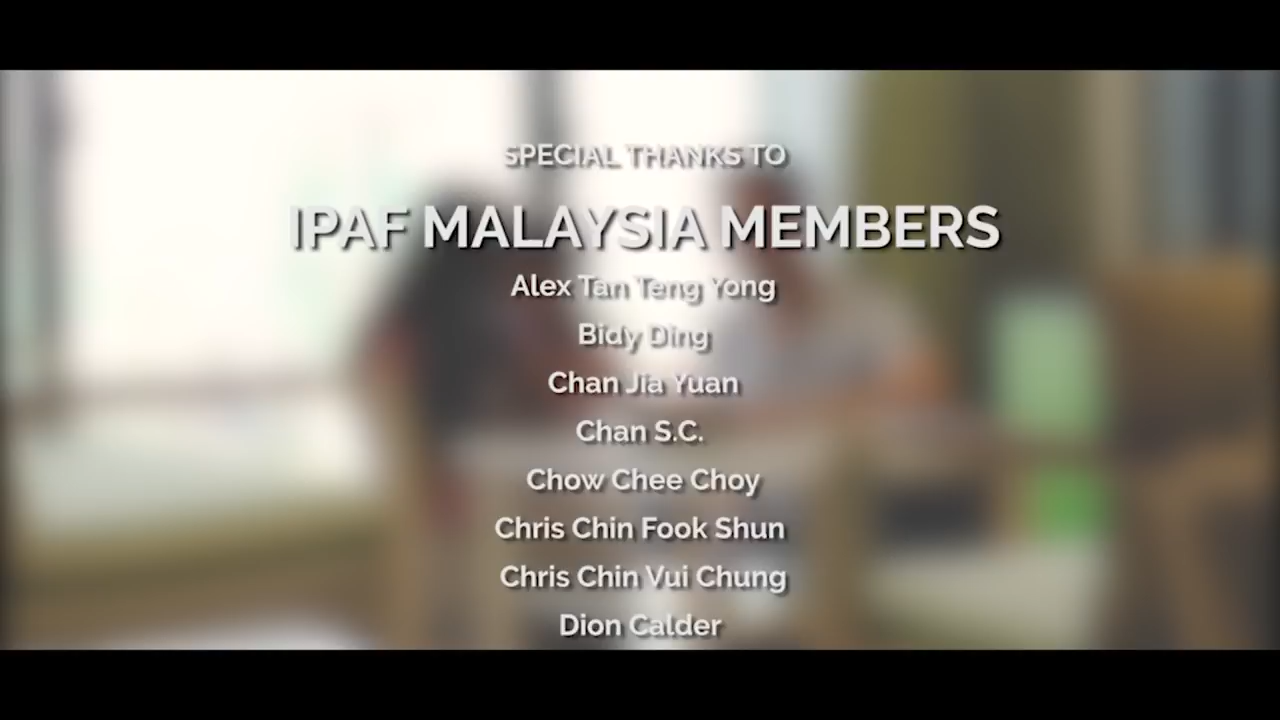 SPECIAL THANKS TO
IPAF MALAYSIA MEMBERS
Alex Tan Teng Yong
Bidy Ding
Chan Jia Yuan
Chan S.C.
Chow Chee Choy
Chris Chin Fook Shun
Chris Chin Vui Chung
Dion Calder